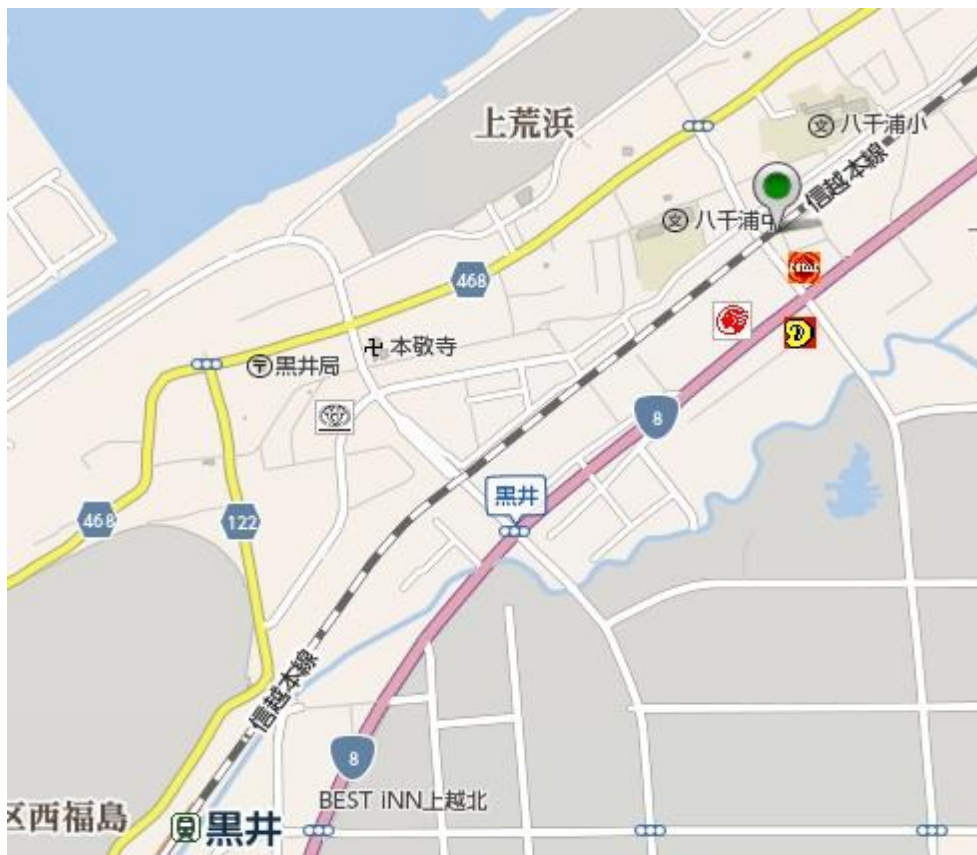 上荒浜
八千浦小
信越本線
八千浦中
468
本敬寺
黒井局
8
黒井
468
122
信越本線
8
BEST iNN上越北
区西福島
黒井